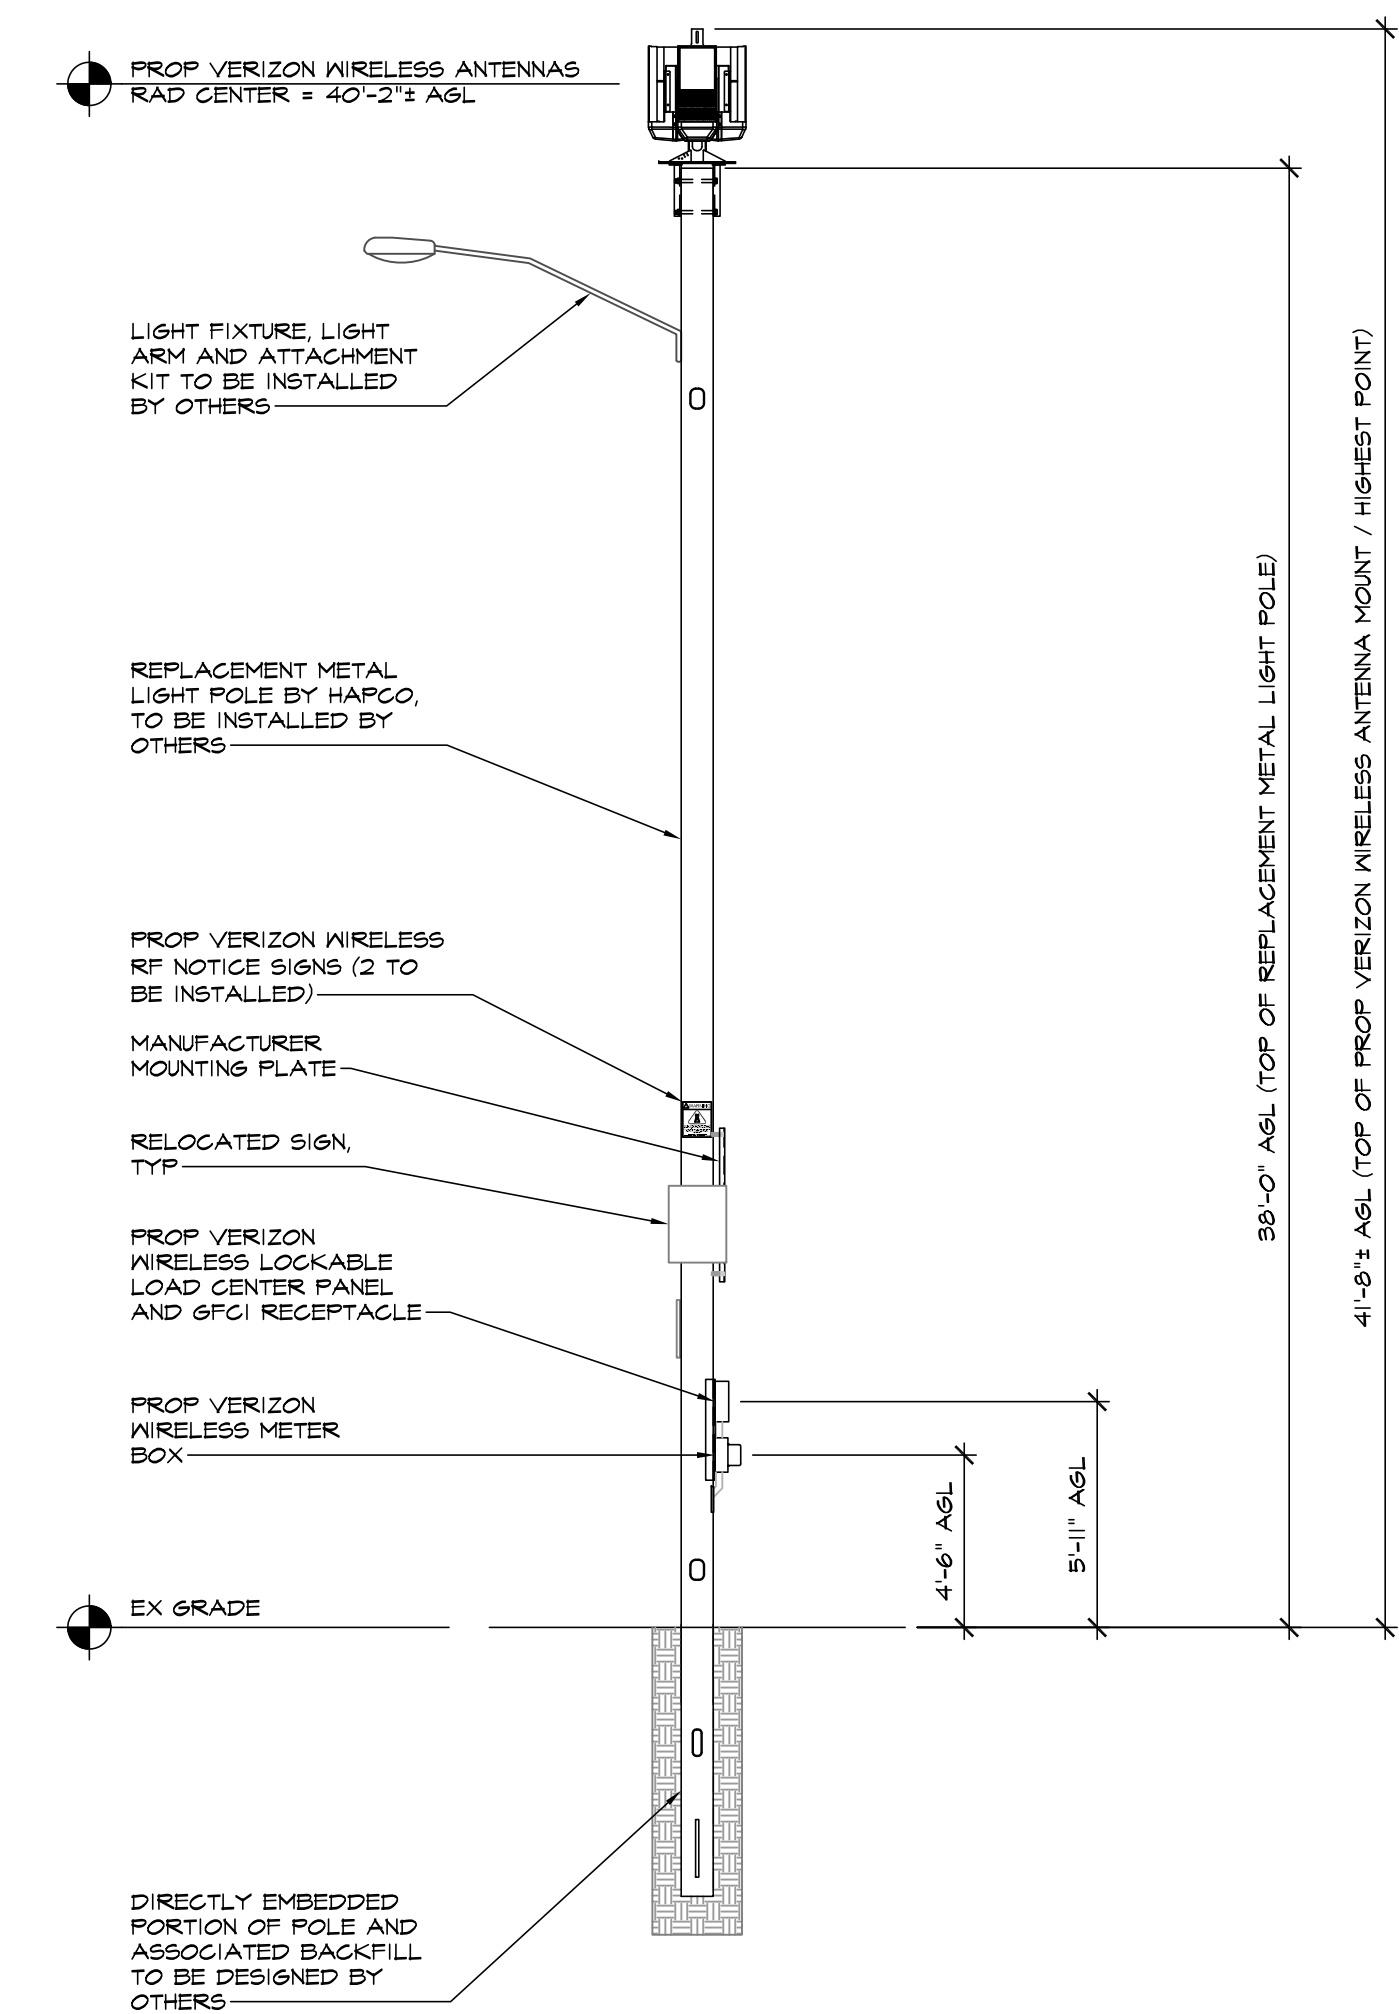 PROP VERIZON WIRELESS ANTENNAS
RAD CENTER = 40'-2"± AGL
LIGHT FIXTURE, LIGHT
ARM AND ATTACHMENT
KIT TO BE INSTALLED
BY OTHERS
REPLACEMENT METAL
LIGHT POLE BY HAPCO,
TO BE INSTALLED BY
OTHERS
PROP VERIZON WIRELESS
RF NOTICE SIGNS (2 TO
BE INSTALLED)
MANUFACTURER
MOUNTING PLATE
RELOCATED SIGN,
TYP
PROP VERIZON
WIRELESS LOCKABLE
LOAD CENTER PANEL
AND GFCI RECEPTACLE
PROP VERIZON
WIRELESS METER
BOX
EX GRADE
DIRECTLY EMBEDDED
PORTION OF POLE AND
ASSOCIATED BACKFILL
TO BE DESIGNED BY
OTHERS
4'-6" AGL
5'-11" AGL
38'-0" AGL (TOP OF REPLACEMENT METAL LIGHT POLE)
41'-8"± AGL (TOP OF PROP VERIZON WIRELESS ANTENNA MOUNT / HIGHEST POINT)